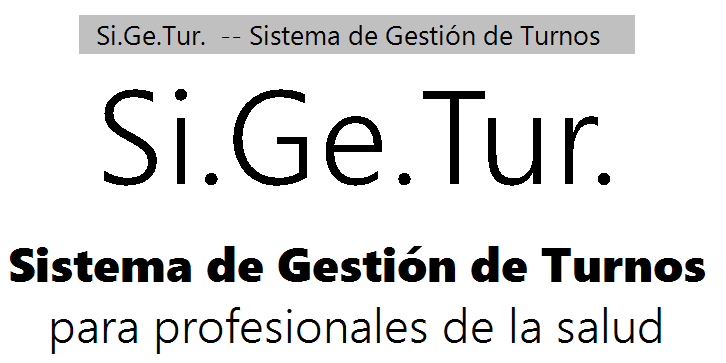 Si.Ge.Tur.  -- Sistema de Gestión de Turnos
Si.Ge.Tur.
Sistema de Gestión de Turnos
para profesionales de la salud